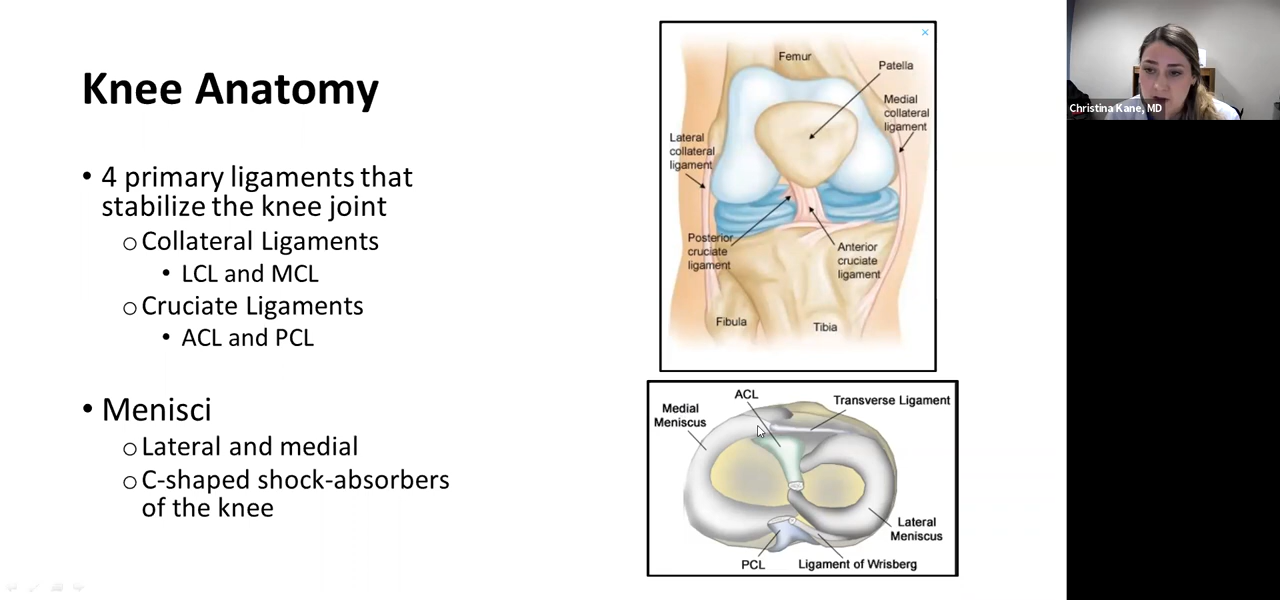 Knee Anatomy
• 4 primary ligaments that
stabilize the knee joint
o Collateral Ligaments
• LCL and MCL
o Cruciate Ligaments
• ACL and PCL
• Menisci
o Lateral and medial
o C-shaped shock-absorbers
of the knee
Femur
Patella
Medial
collateral
ligament
Lateral
collateral
ligament
Posterior
cruciate
ligament
Anterior
cruciate
ligament
Fibula
Tibia
ACL
Transverse Ligament
Medial
Meniscus
Lateral
Meniscus
PCL
Ligament of Wrisberg
Christina Kane, MD